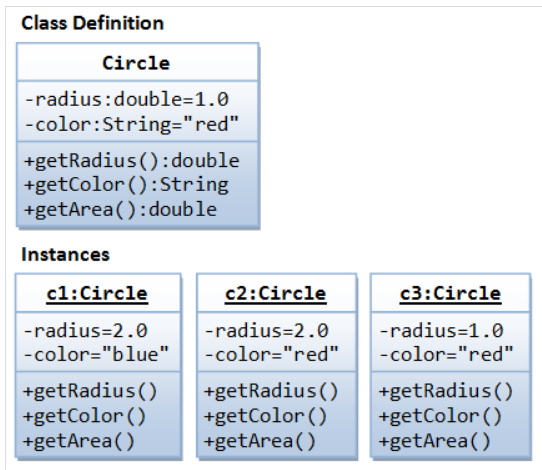 Class Definition
Circle
-radius:double=1.0
-color:String="red"
+getRadius():double
+getColor():String
+getArea():double
Instances
c1:Circle
-radius=2.0
-color="blue"
+getRadius()
+getColor()
+getArea()
c2:Circle
-radius=2.0
-color="red"
+getRadius()
+getColor()
+getArea()
c3:Circle
-radius=1.0
-color="red"
+getRadius()
+getColor()
+getArea()